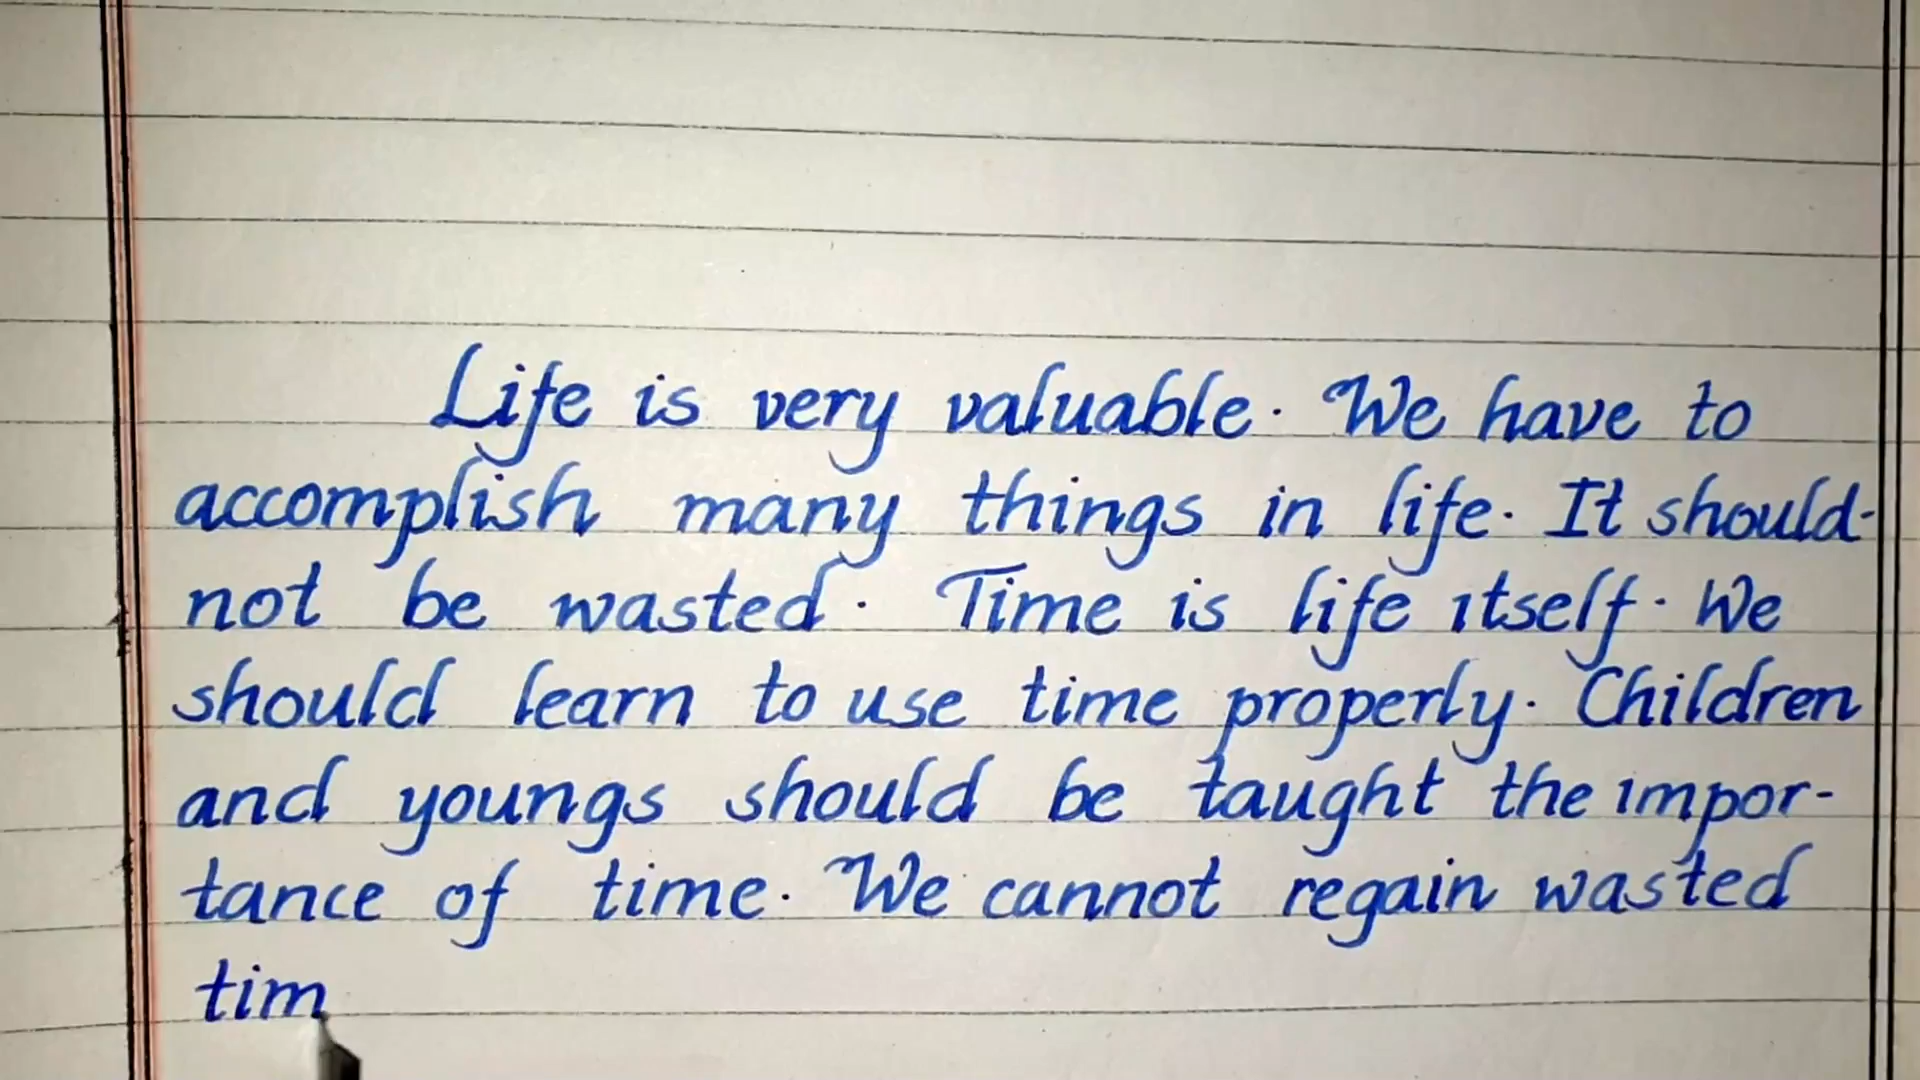 Life is very valuable. We have to
accomplish many things in life. It should-
not be wasted. Time is life itself. We
should learn to use time properly. Children
and youngs should be taught the impor-
tance of time. We cannot regain wasted
tim